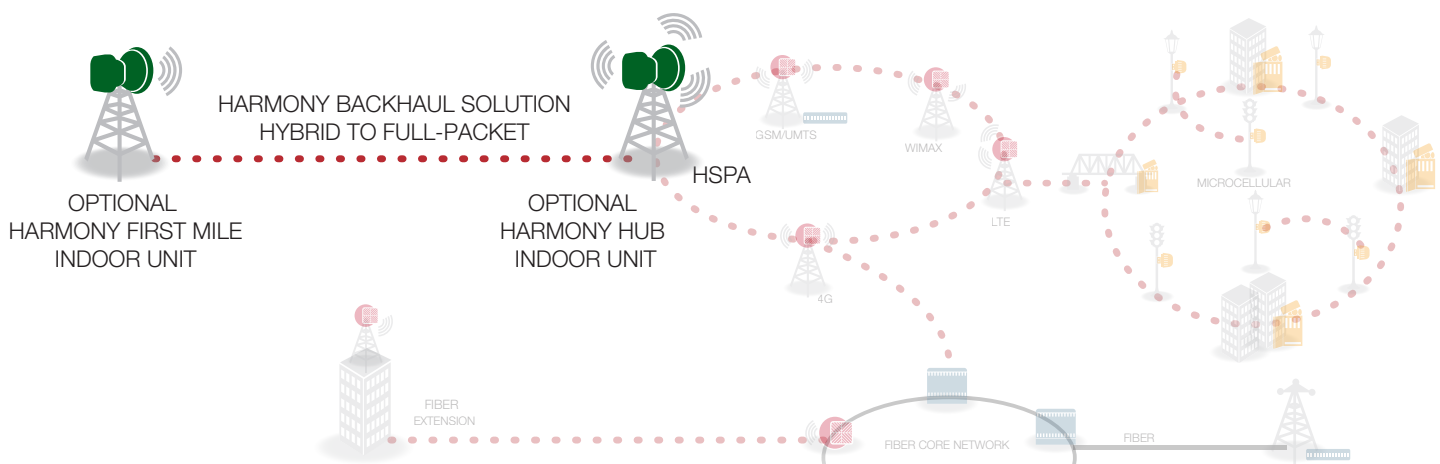 HARMONY BACKHAUL SOLUTION
HYBRID TO FULL-PACKET
OPTIONAL
HARMONY FIRST MILE
INDOOR UNIT
OPTIONAL
HARMONY HUB
INDOOR UNIT
HSPA
GSM/UMTS
WIMAX
LTE
MICROCELLULAR
4G
FIBER
EXTENSION
FIBER CORE NETWORK
FIBER